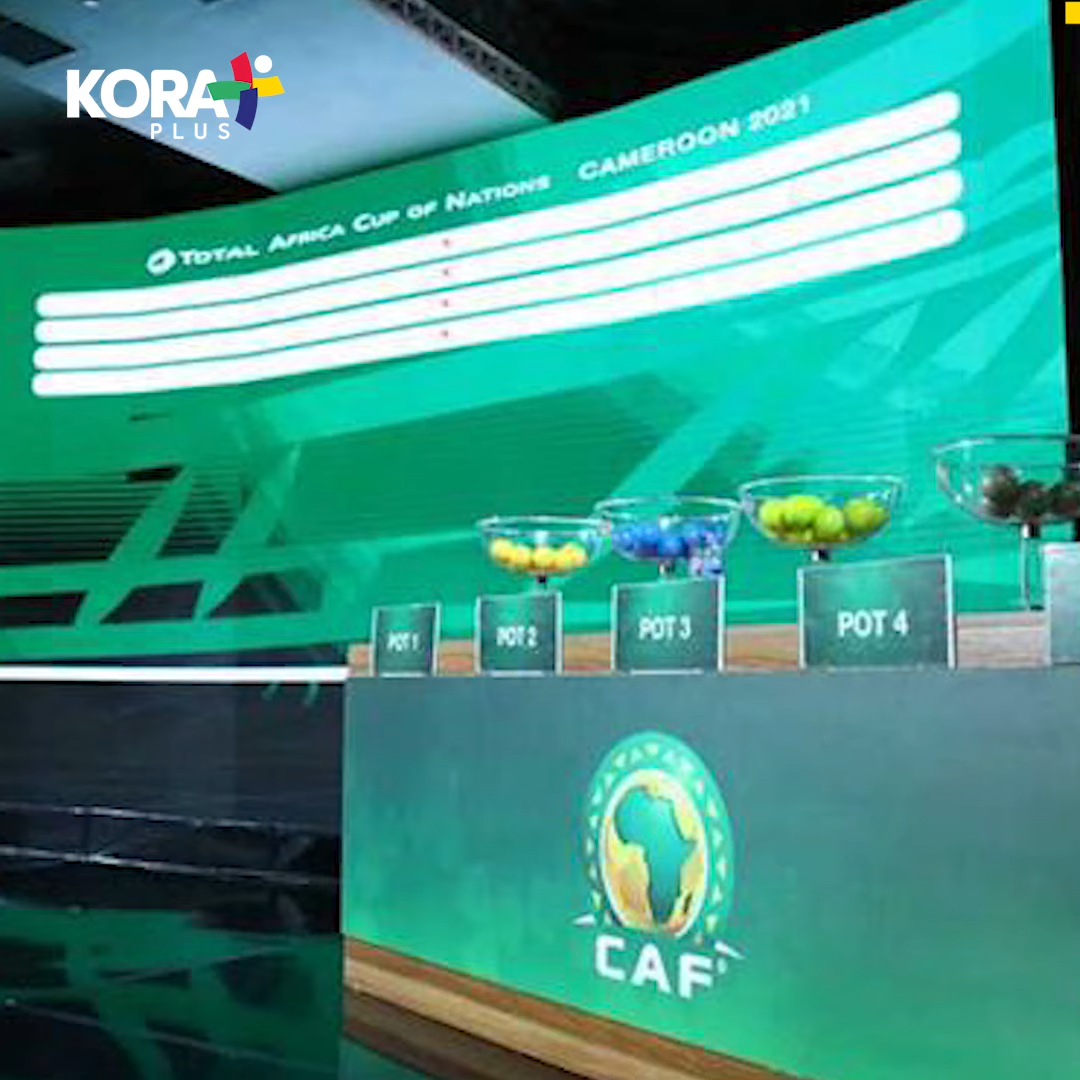 KORA
PLUS
TOTAL AFRICA CUP OF NATIONS CAMEROON 2021
POT 1
POT 2
POT 3
POT 4
CAF